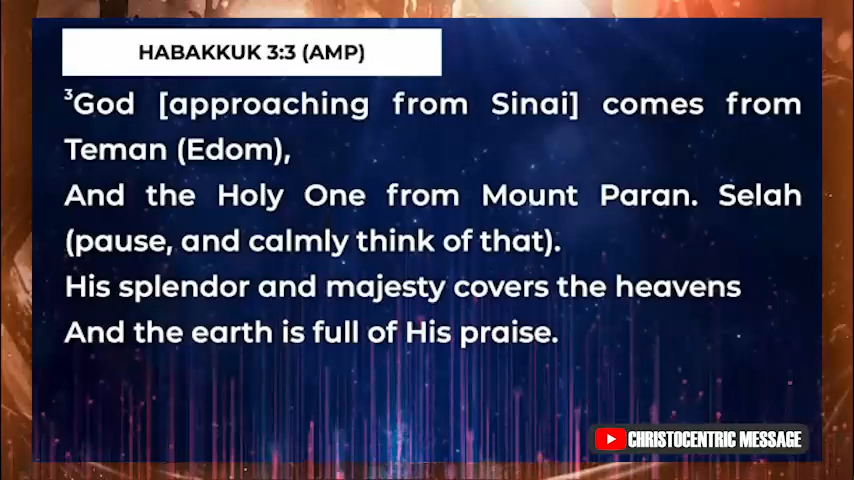 HABAKKUK 3:3 (AMP)
³God [approaching from Sinai] comes from
Teman (Edom),
And the Holy One from Mount Paran. Selah
(pause, and calmly think of that).
His splendor and majesty covers the heavens
And the earth is full of His praise.
CHRISTOCENTRIC MESSAGE